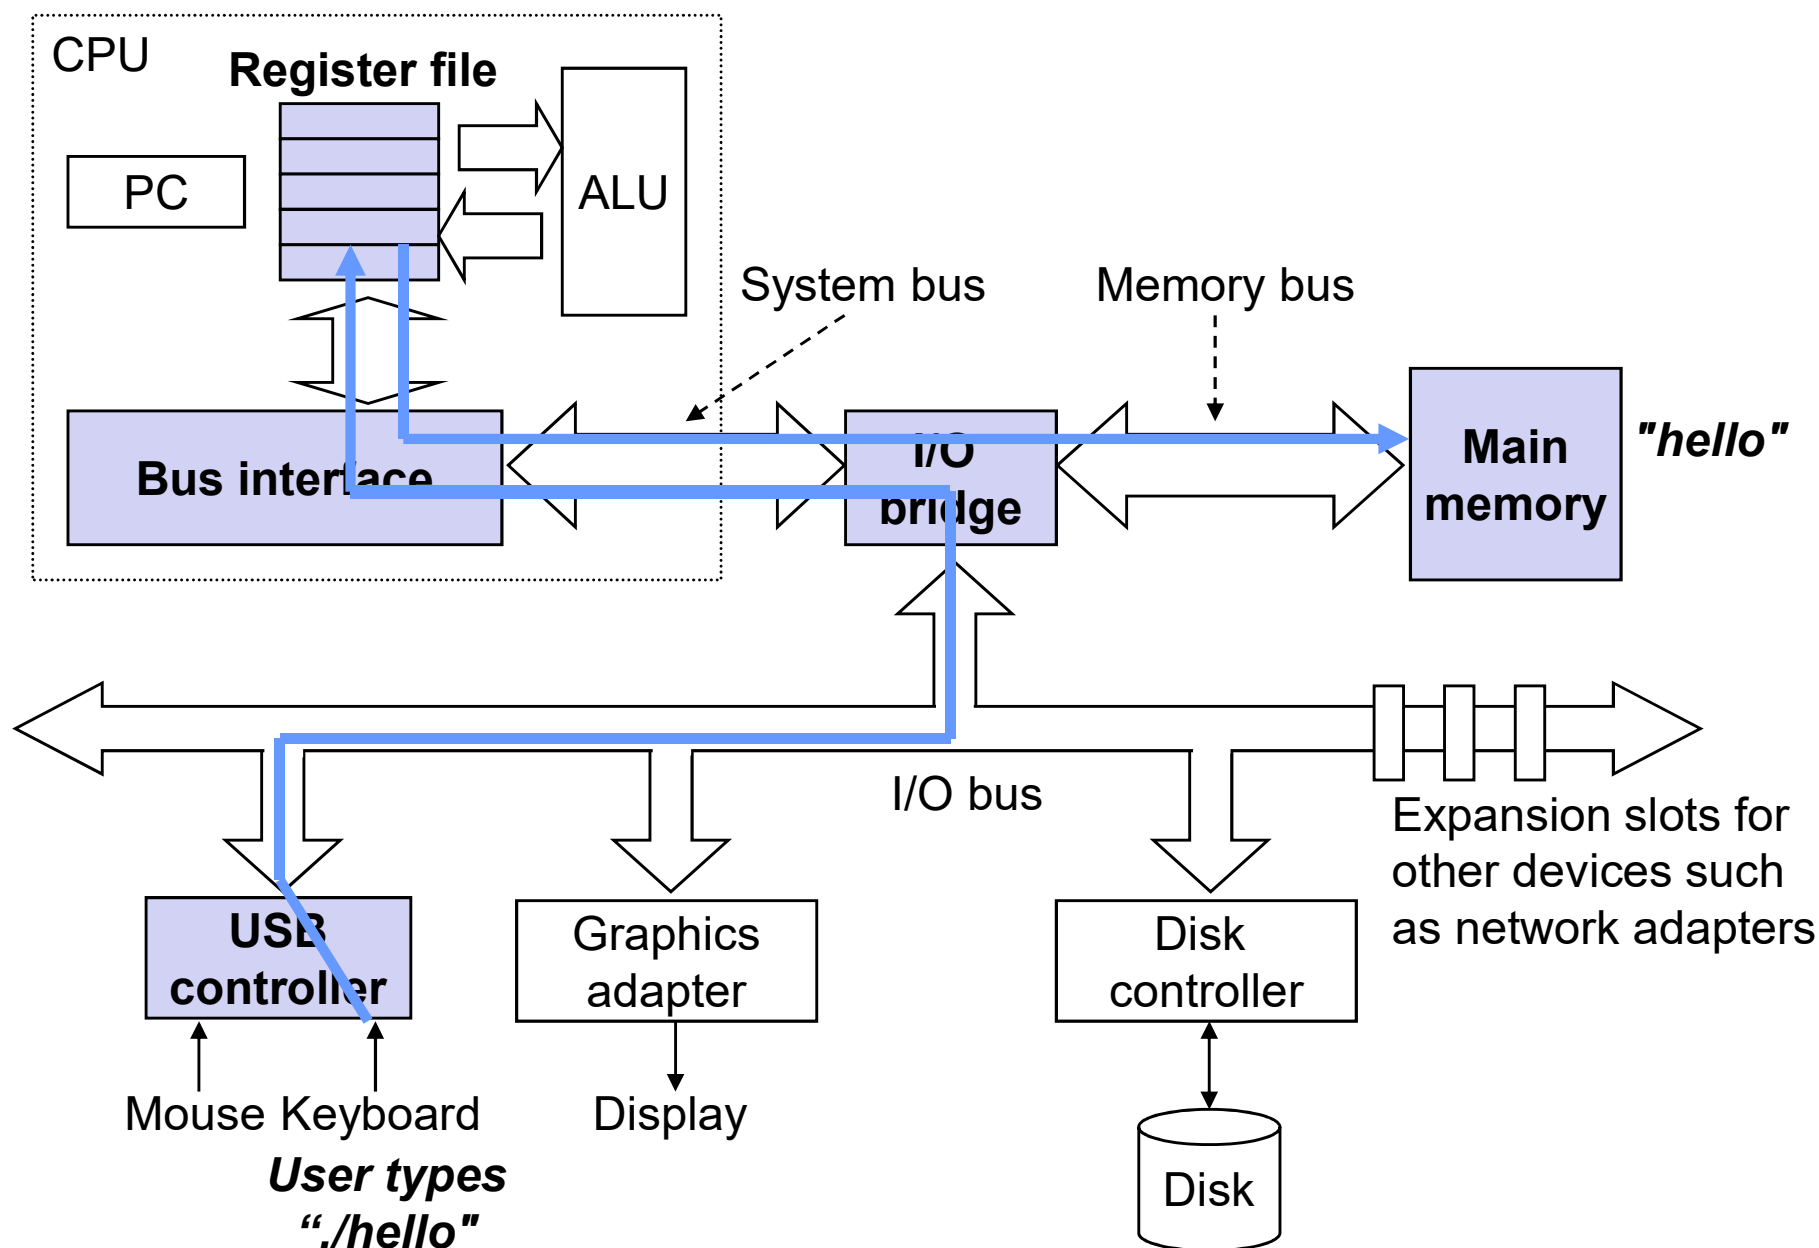 CPU
Register file
PC
ALU
System bus
Memory bus
Bus interface
I/O
bridge
Main
memory
"hello"
I/O bus
Expansion slots for
other devices such
as network adapters
USB
controller
Graphics
adapter
Disk
controller
Mouse Keyboard
Display
User types
“./hello"
Disk